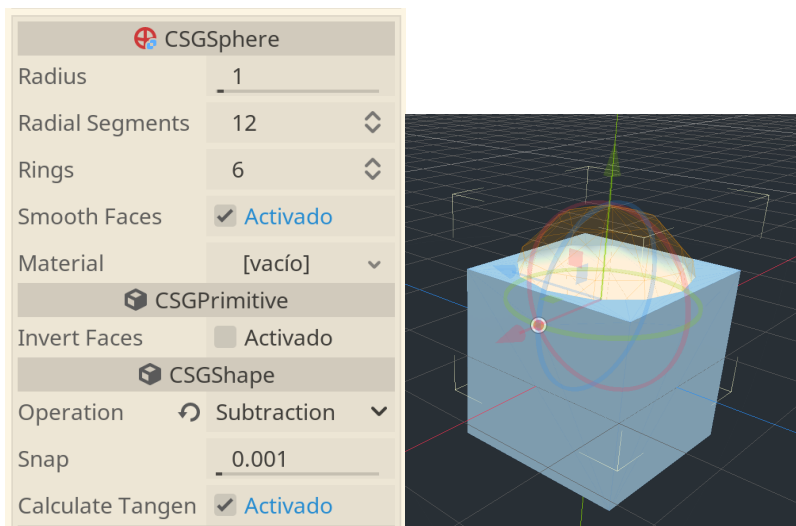 CSGSphere
Radius 1
Radial Segments 12
Rings 6
Smooth Faces Activado
Material [vacío]
CSGPrimitive
Invert Faces Activado
CSGShape
Operation Subtraction
Snap 0.001
Calculate Tangen Activado